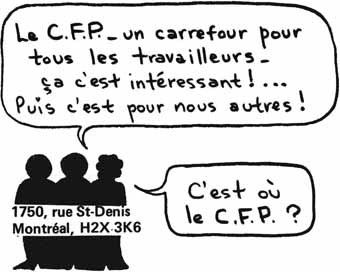 Le C.F.P. _ un carrefour pour
tous les travailleurs _
ça c'est intéressant! ...
Puis c'est pour nous autres!
C'est où
le C.F.P. ?
1750, rue St-Denis
Montréal, H2X 3K6